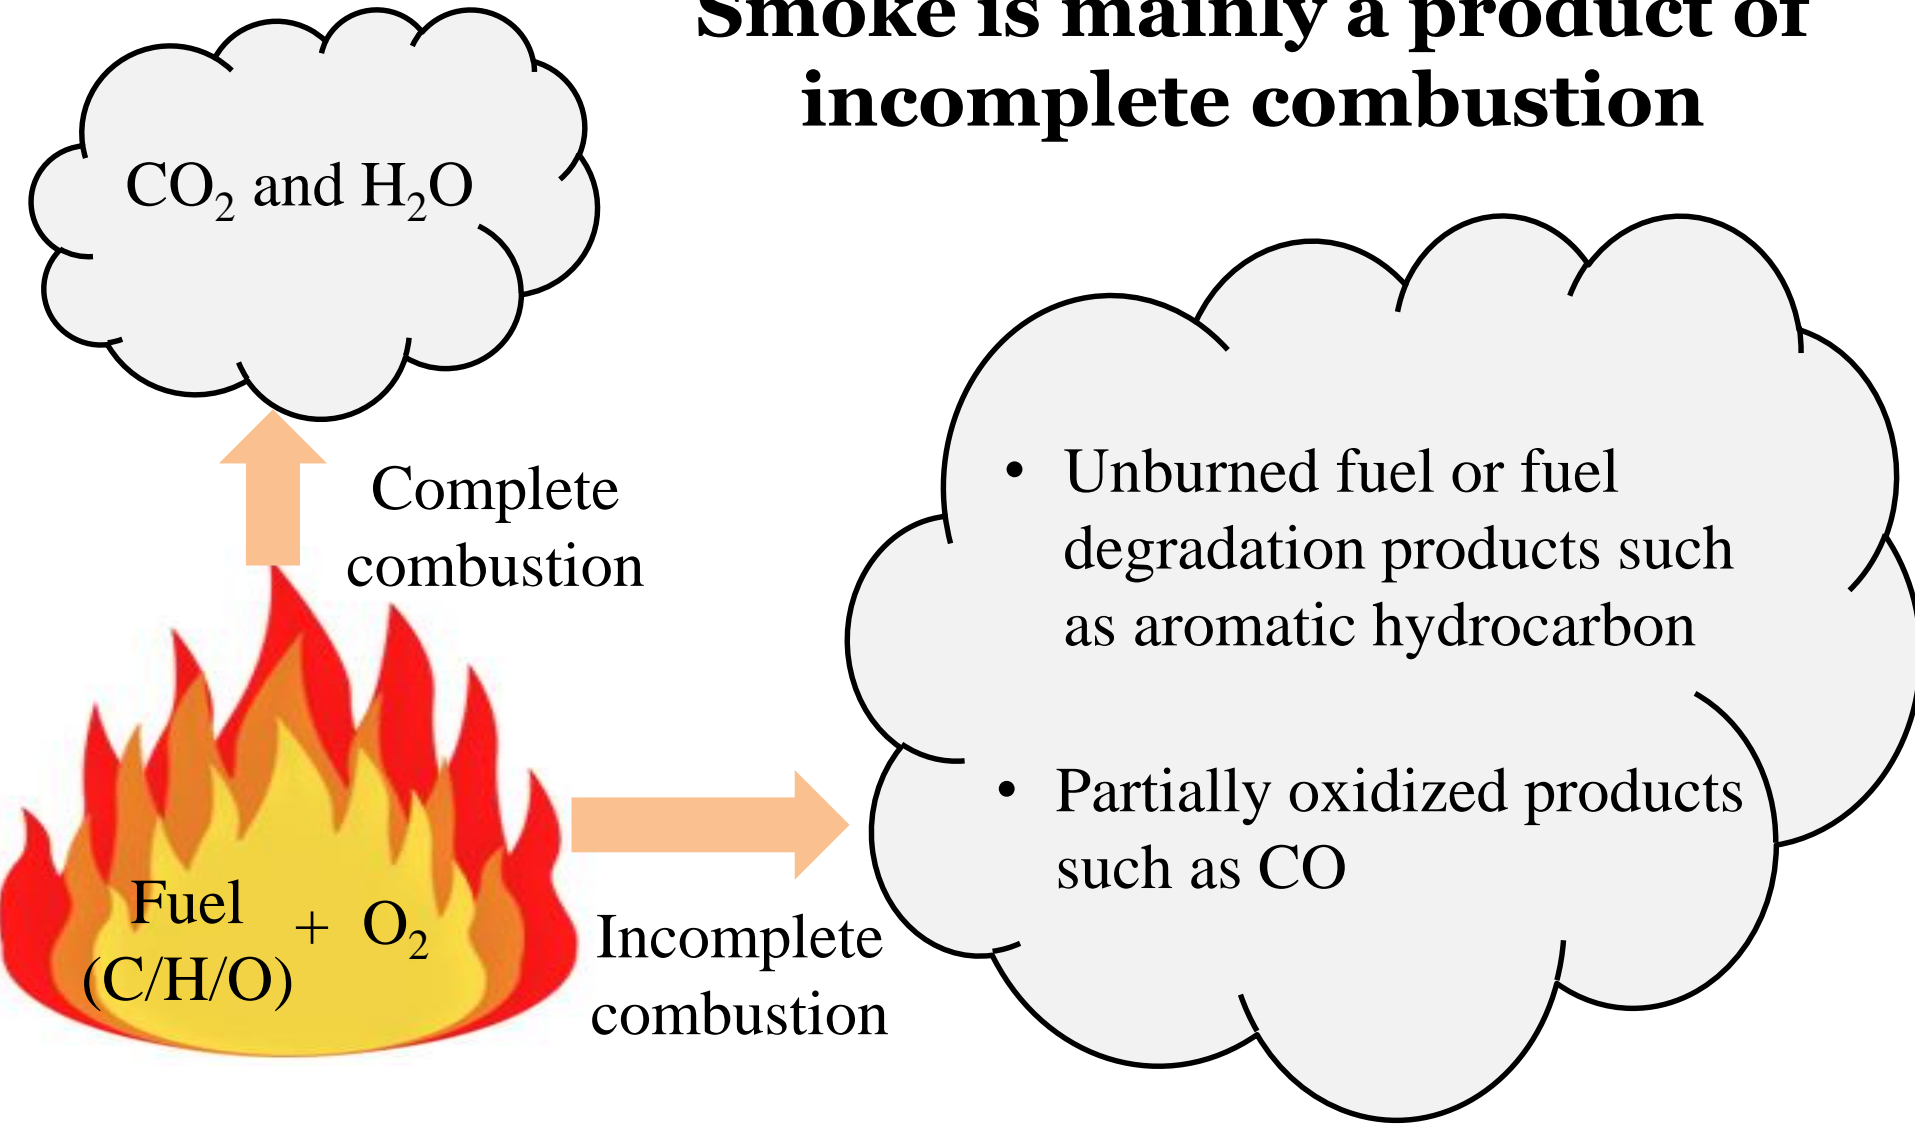 Smoke is mainly a product of
incomplete combustion
CO₂ and H₂O
Complete
combustion
• Unburned fuel or fuel
degradation products such
as aromatic hydrocarbon
• Partially oxidized products
such as CO
Fuel
(C/H/O)
+ O₂
Incomplete
combustion